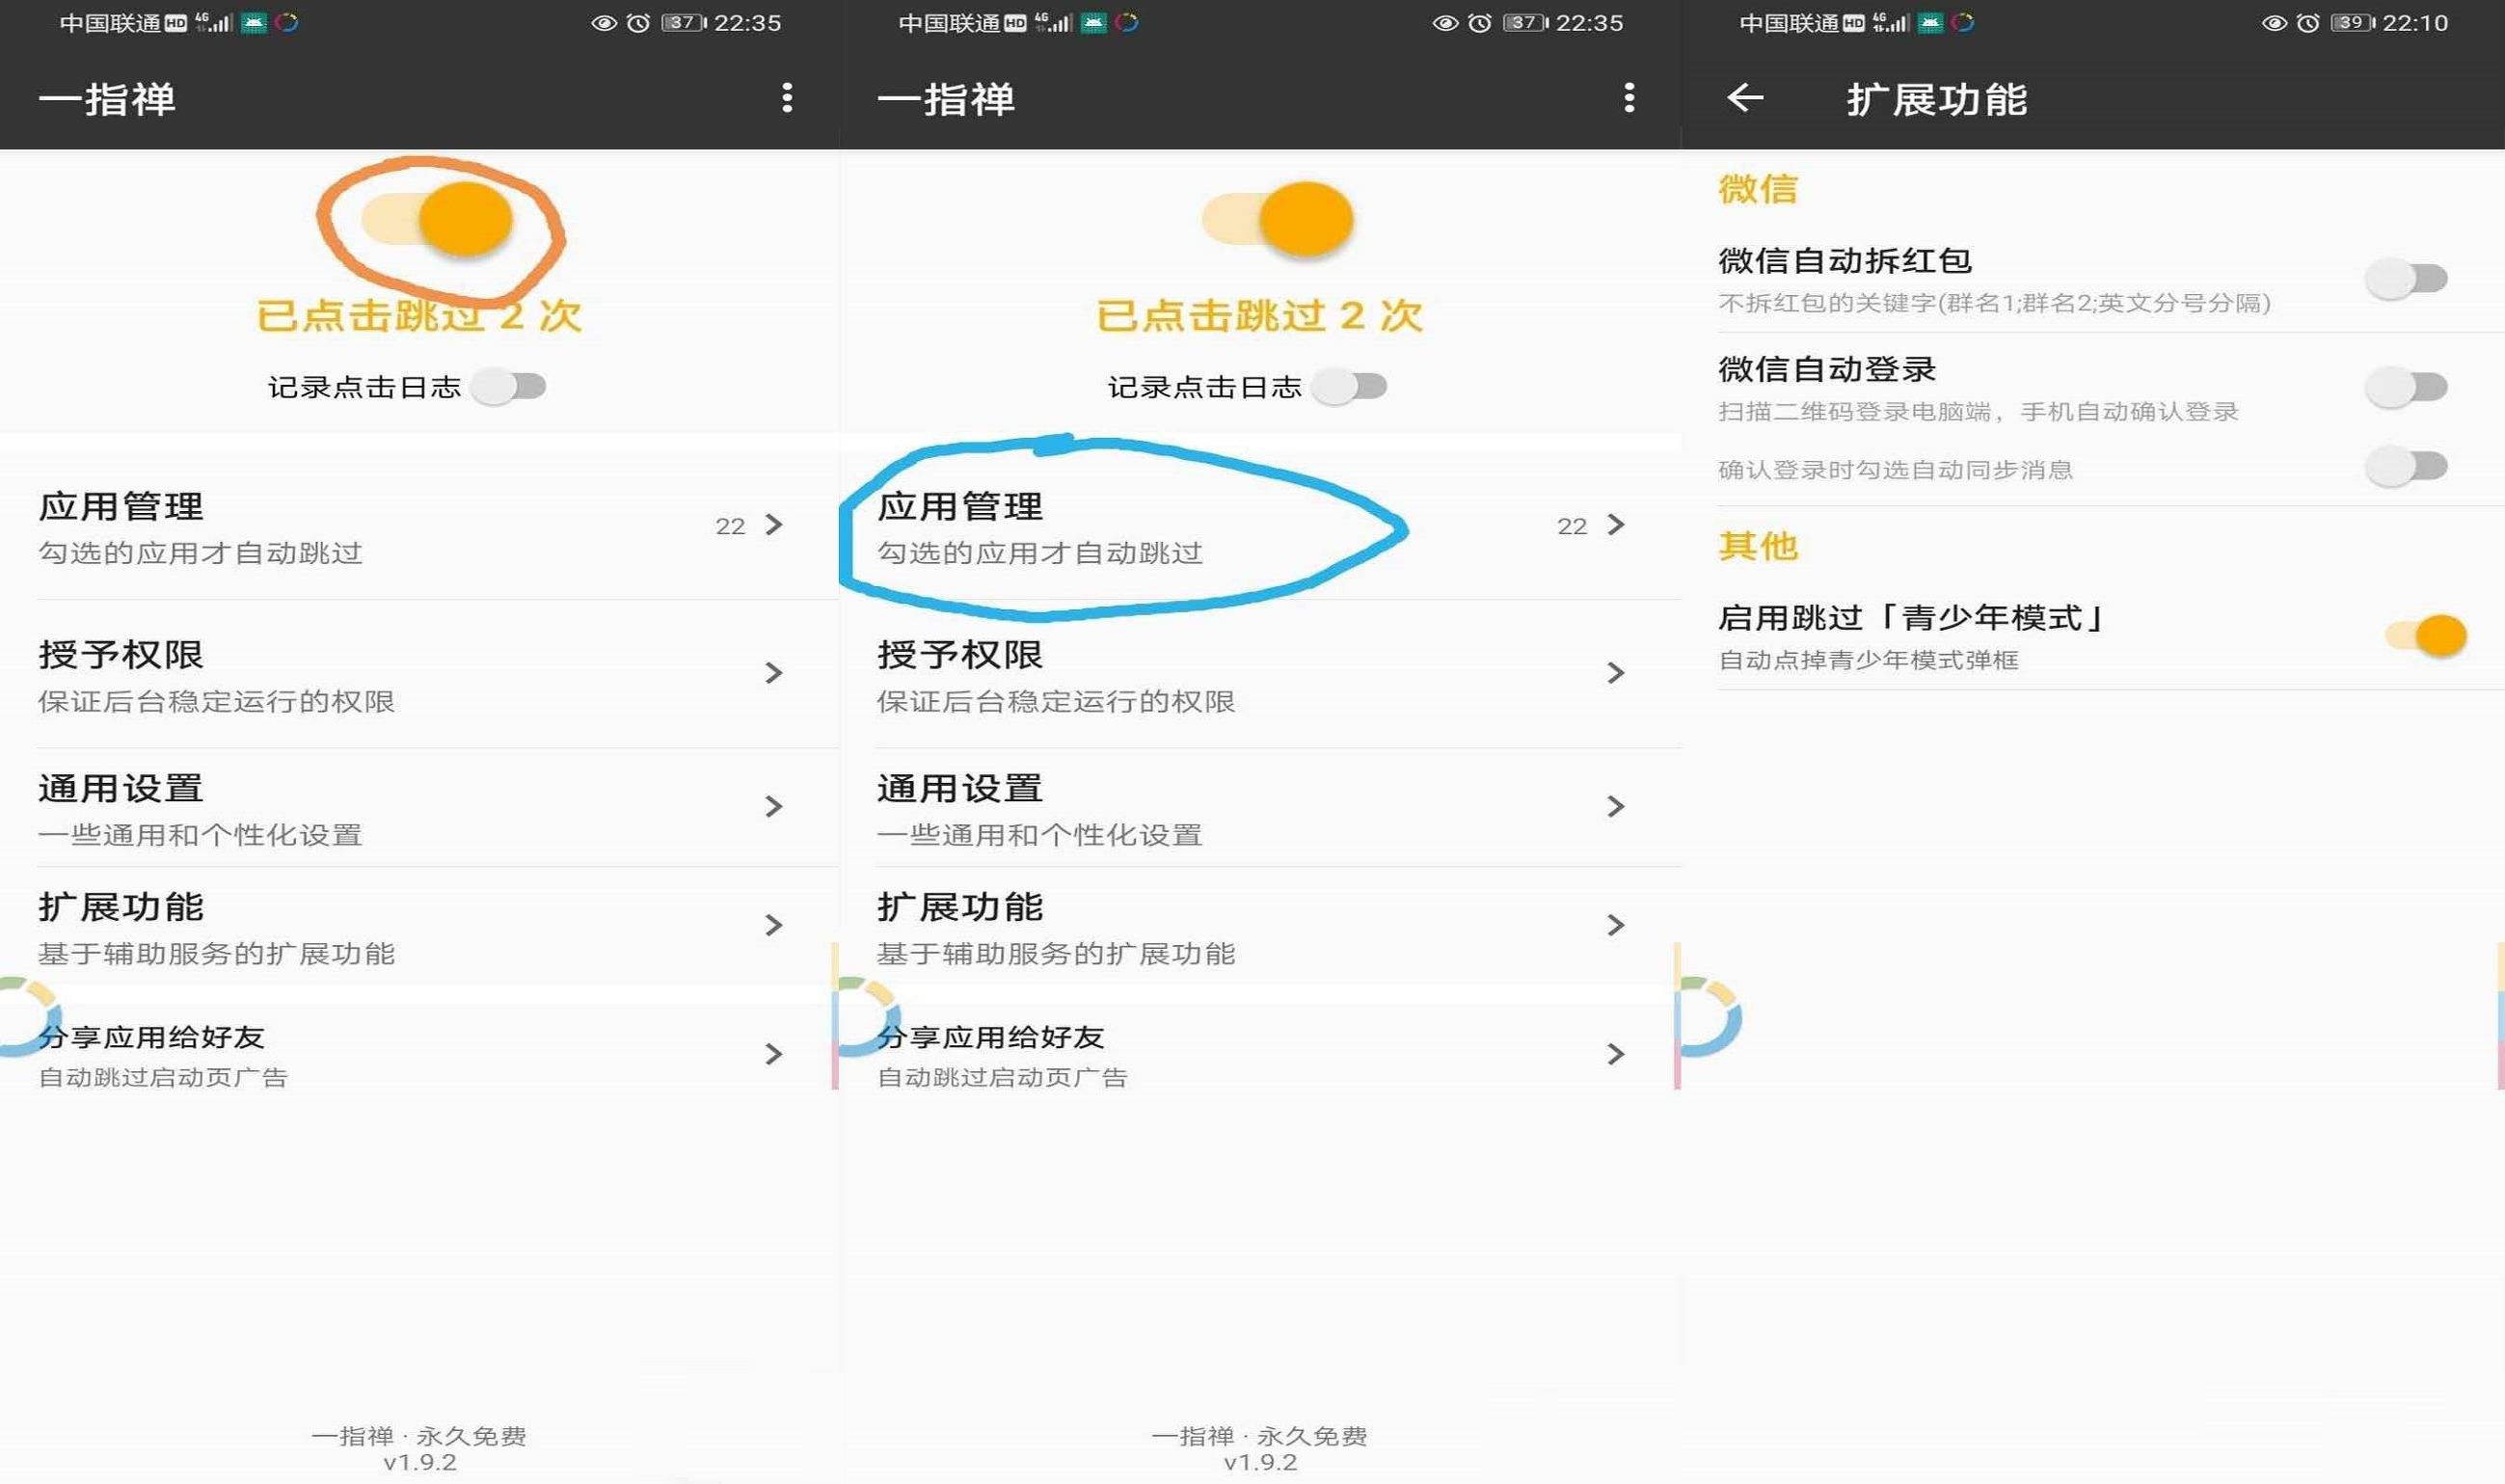 中国联通 HD 4G 37 22:35
一指禅
已点击跳过 2 次
记录点击日志
应用管理
勾选的应用才自动跳过
22
授予权限
保证后台稳定运行的权限
通用设置
一些通用和个性化设置
扩展功能
基于辅助服务的扩展功能
分享应用给好友
自动跳过启动页广告
一指禅 · 永久免费
v1.9.2
中国联通 HD 4G 37 22:35
一指禅
已点击跳过 2 次
记录点击日志
应用管理
勾选的应用才自动跳过
22
授予权限
保证后台稳定运行的权限
通用设置
一些通用和个性化设置
扩展功能
基于辅助服务的扩展功能
分享应用给好友
自动跳过启动页广告
一指禅 · 永久免费
v1.9.2
中国联通 HD 4G 39 22:10
扩展功能
微信
微信自动拆红包
不拆红包的关键字(群名1;群名2;英文分号分隔)
微信自动登录
扫描二维码登录电脑端，手机自动确认登录
确认登录时勾选自动同步消息
其他
启用跳过「青少年模式」
自动点掉青少年模式弹框